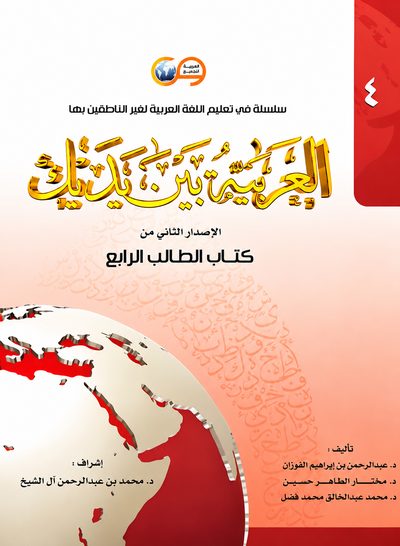 العربية للجميع
٤
سلسلة في تعليم اللغة العربية لغير الناطقين بها
العربية بين يديك
الإصدار الثاني من
كتاب الطالب الرابع
تأليف :
د. عبدالرحمن بن إبراهيم الفوزان
د. مختار الطاهر حسين
د. محمد عبدالخالق محمد فضل
إشراف :
د. محمد بن عبدالرحمن آل الشيخ